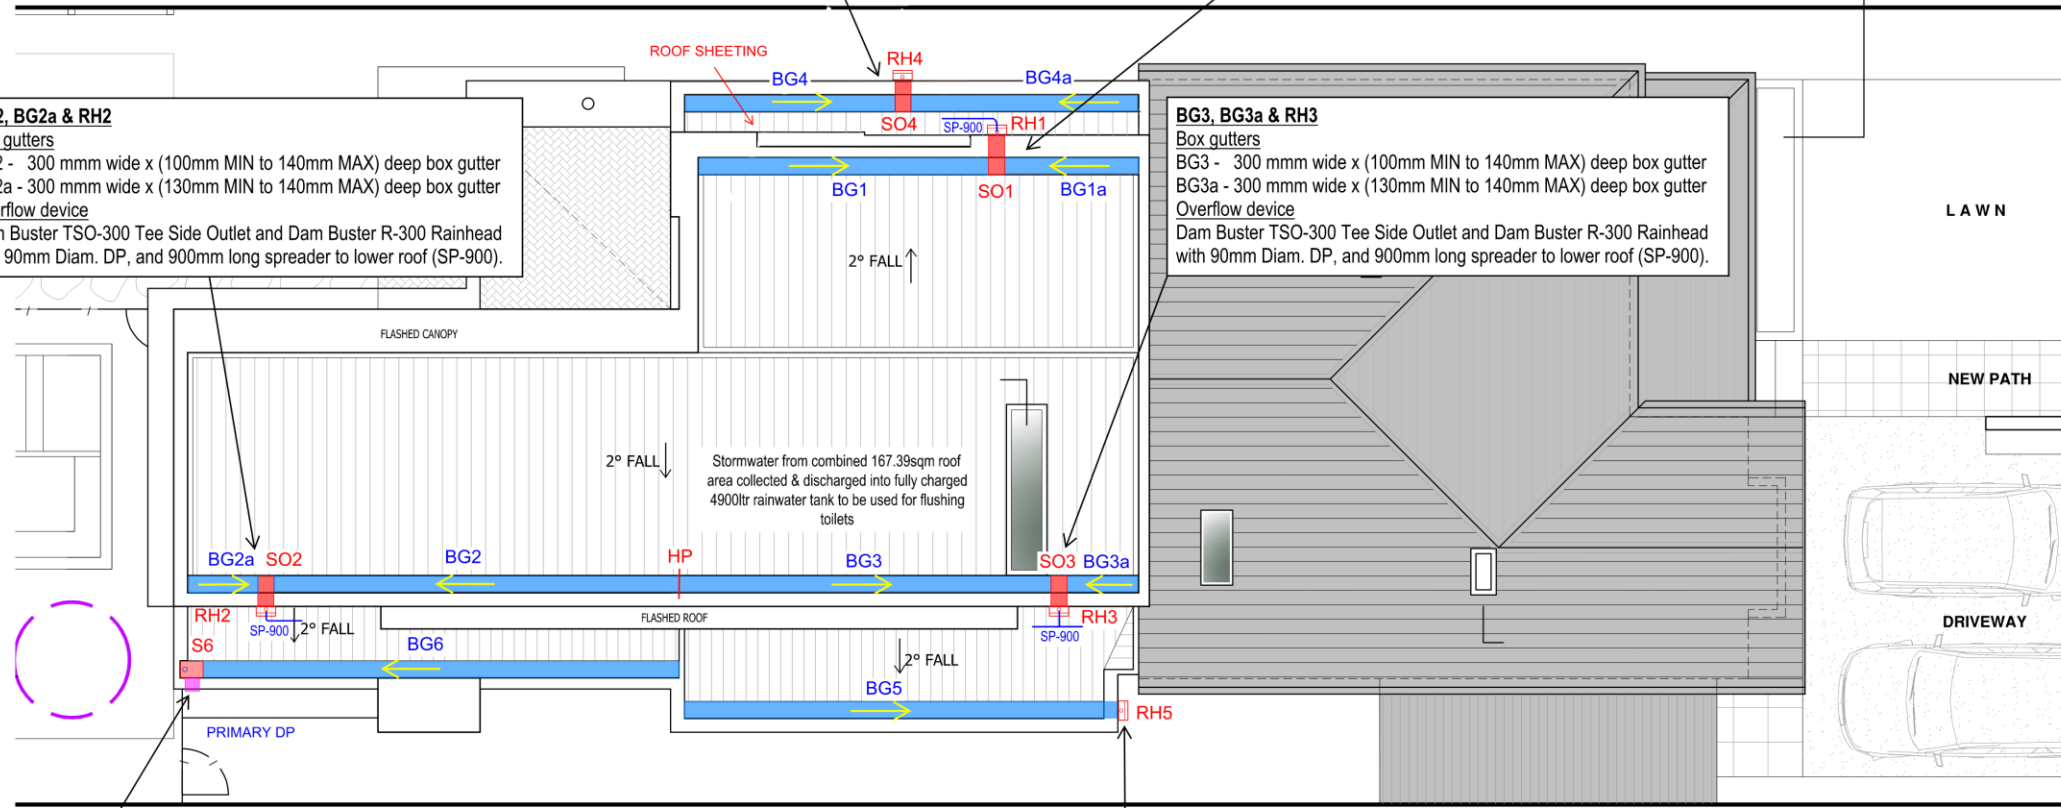 ROOF SHEETING
RH4
BG4
BG4a
SO4
SP-900
RH1
2, BG2a & RH2
gutters
2 - 300 mmm wide x (100mm MIN to 140mm MAX) deep box gutter
2a - 300 mmm wide x (130mm MIN to 140mm MAX) deep box gutter
rflow device
Buster TSO-300 Tee Side Outlet and Dam Buster R-300 Rainhead
90mm Diam. DP, and 900mm long spreader to lower roof (SP-900).
BG3, BG3a & RH3
Box gutters
BG3 - 300 mmm wide x (100mm MIN to 140mm MAX) deep box gutter
BG3a - 300 mmm wide x (130mm MIN to 140mm MAX) deep box gutter
Overflow device
Dam Buster TSO-300 Tee Side Outlet and Dam Buster R-300 Rainhead
with 90mm Diam. DP, and 900mm long spreader to lower roof (SP-900).
BG1
SO1
BG1a
LAWN
2° FALL
FLASHED CANOPY
NEW PATH
2° FALL
Stormwater from combined 167.39sqm roof
area collected & discharged into fully charged
4900ltr rainwater tank to be used for flushing
toilets
BG2a
SO2
BG2
HP
BG3
SO3
BG3a
RH2
SP-900
2° FALL
FLASHED ROOF
SP-900
RH3
DRIVEWAY
S6
BG6
2° FALL
BG5
RH5
PRIMARY DP